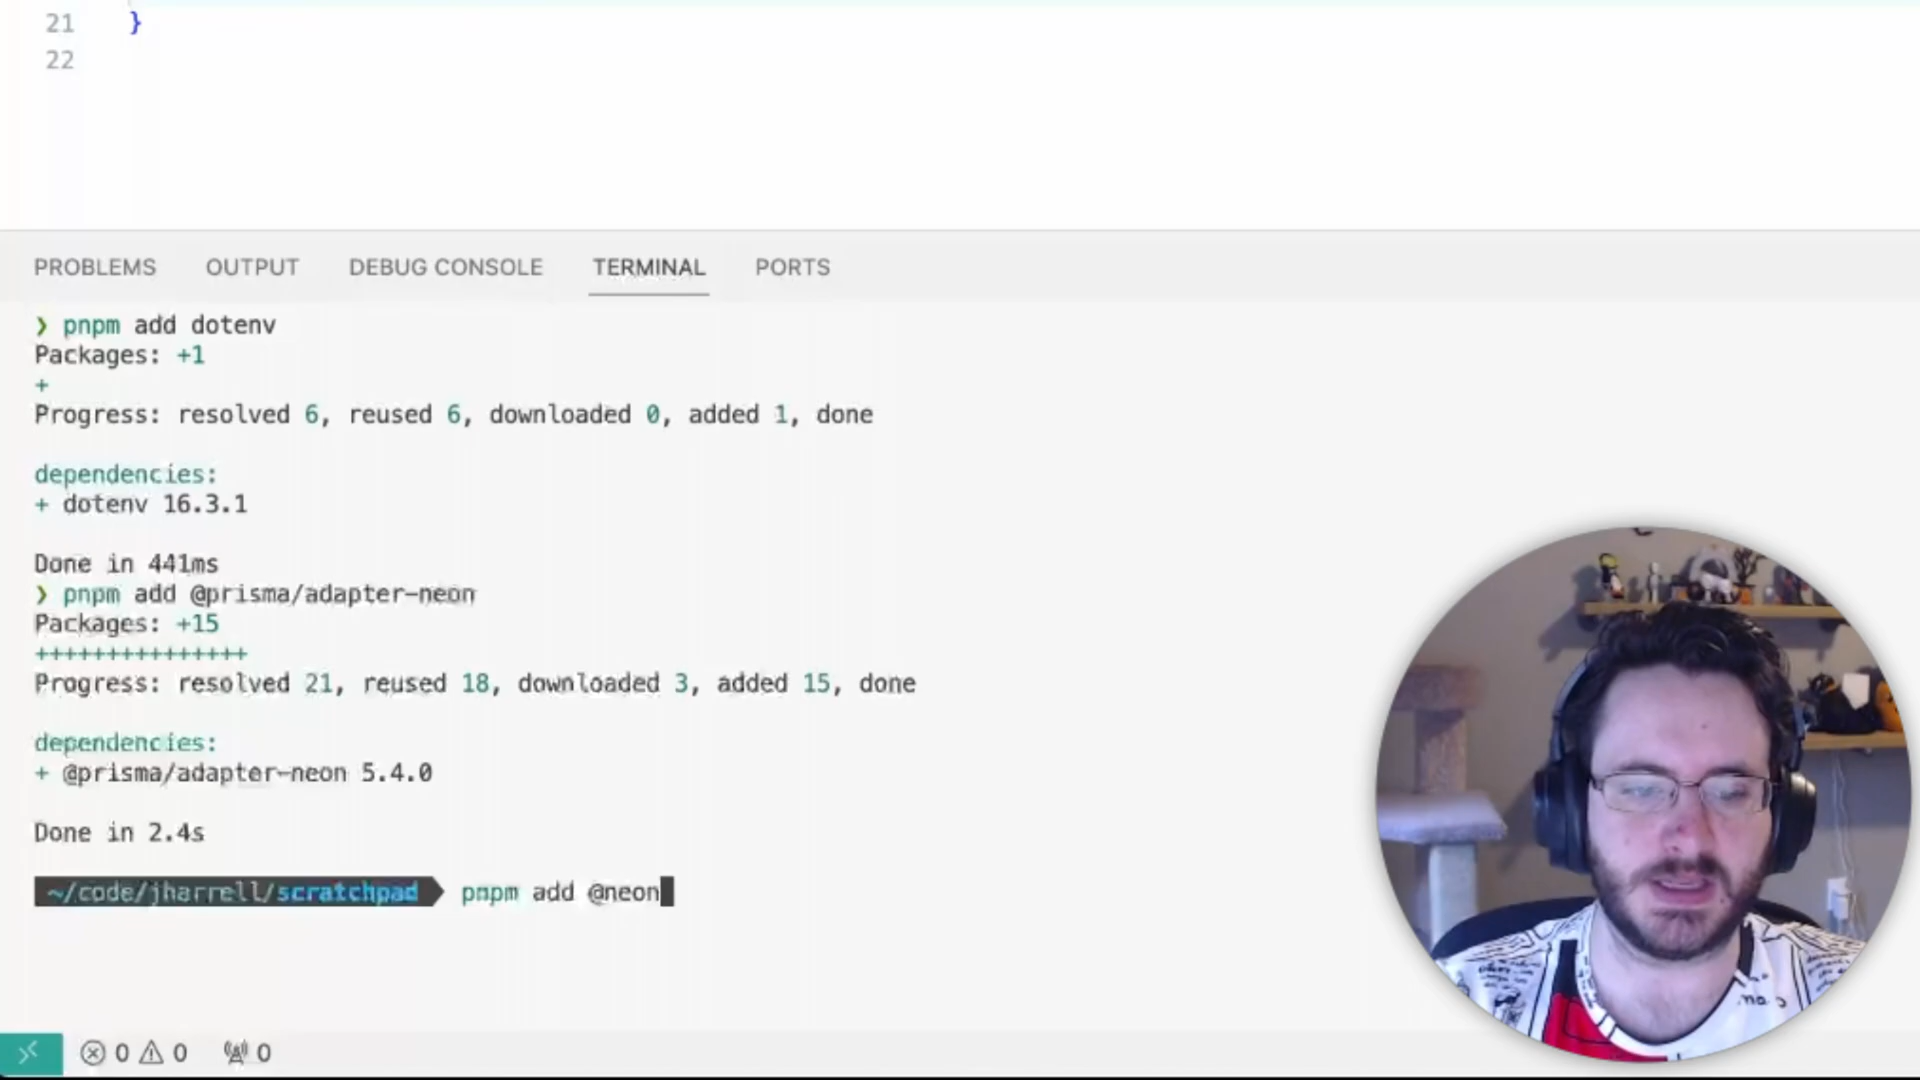 21 }
22
PROBLEMS OUTPUT DEBUG CONSOLE TERMINAL PORTS
❯ pnpm add dotenv
Packages: +1
+
Progress: resolved 6, reused 6, downloaded 0, added 1, done
dependencies:
+ dotenv 16.3.1
Done in 441ms
❯ pnpm add @prisma/adapter-neon
Packages: +15
+++++++++++++++
Progress: resolved 21, reused 18, downloaded 3, added 15, done
dependencies:
+ @prisma/adapter-neon 5.4.0
Done in 2.4s
~/code/jharrell/scratchpad pnpm add @neon
0 0 0